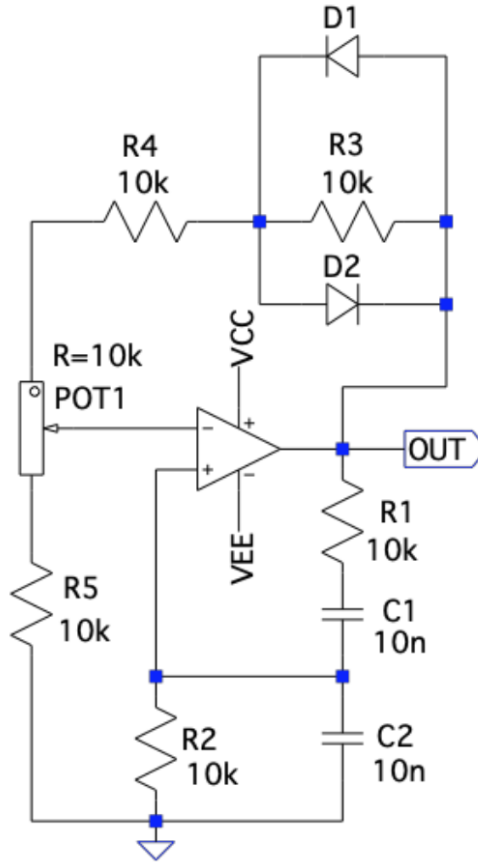 D1
R4
10k
R3
10k
D2
R=10k
POT1
VCC
-
+
+
-
OUT
VEE
R1
10k
R5
10k
C1
10n
R2
10k
C2
10n